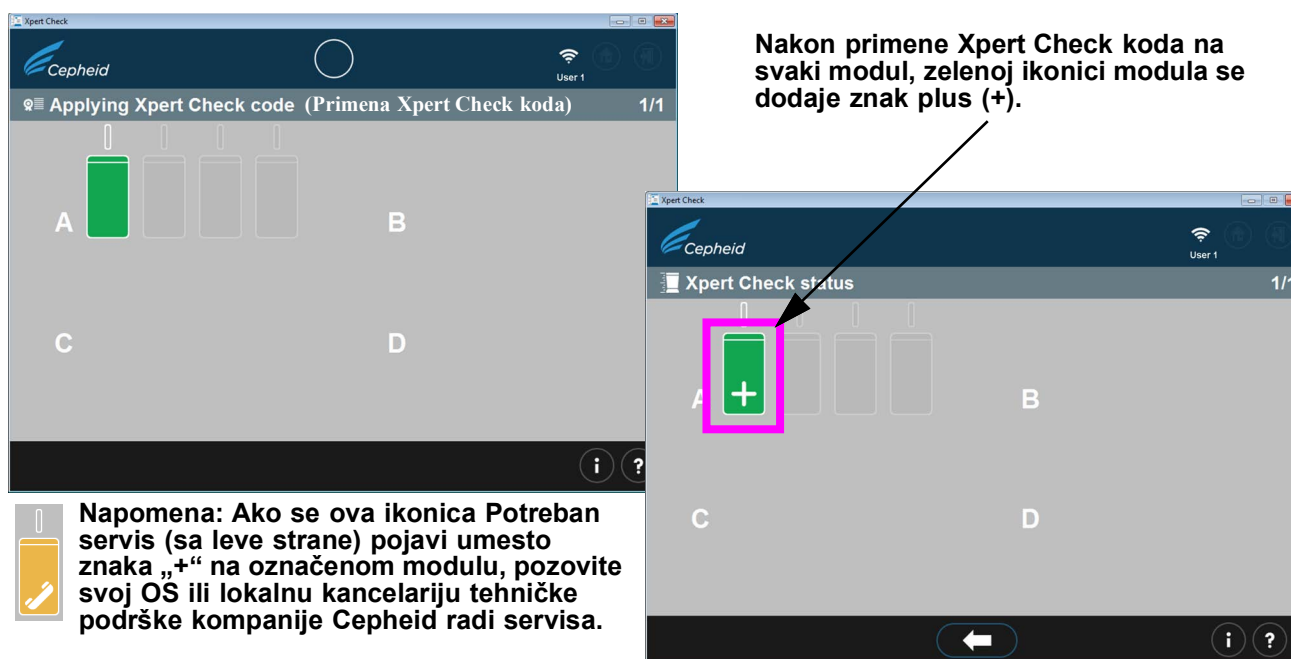 Xpert Check
Cepheid
User 1
Applying Xpert Check code (Primena Xpert Check koda) 1/1
A B
C D
i ?
Nakon primene Xpert Check koda na
svaki modul, zelenoj ikonici modula se
dodaje znak plus (+).
Xpert Check
Cepheid
User 1
Xpert Check status 1/1
A B
+
C D
i ?
Napomena: Ako se ova ikonica Potreban
servis (sa leve strane) pojavi umesto
znaka „+“ na označenom modulu, pozovite
svoj OS ili lokalnu kancelariju tehničke
podrške kompanije Cepheid radi servisa.